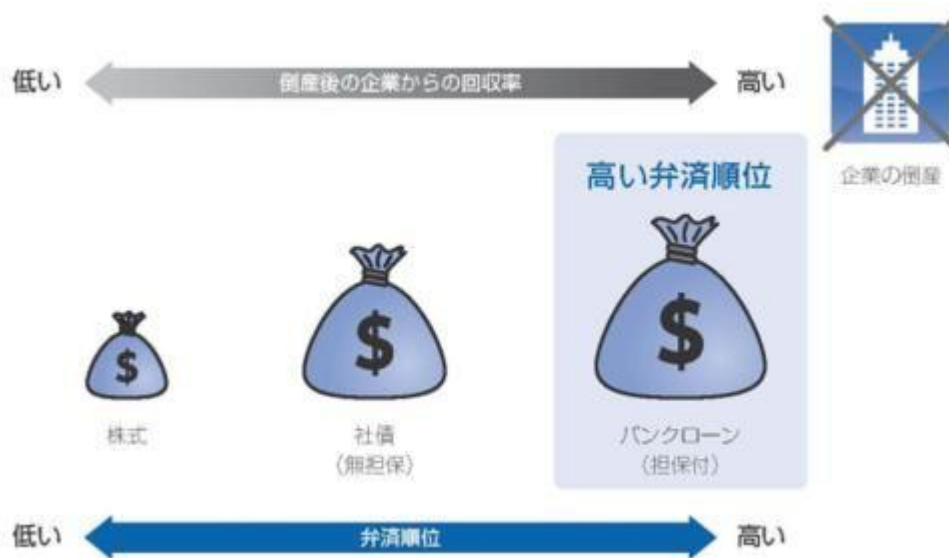 低い
倒産後の企業からの回収率
高い
企業の倒産
高い弁済順位
$
$
$
株式
社債
（無担保）
バンクローン
（担保付）
低い
弁済順位
高い